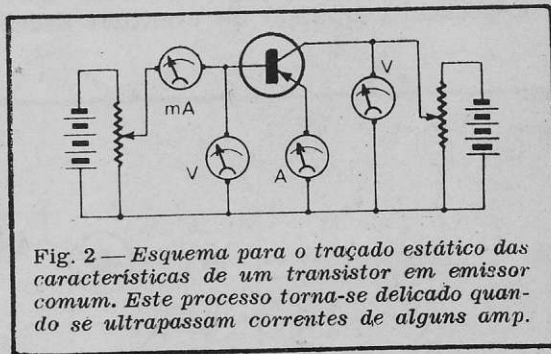 mA
V
V
A
Fig. 2 — Esquema para o traçado estático das
características de um transistor em emissor
comum. Este processo torna-se delicado quan-
do se ultrapassam correntes de alguns amp.